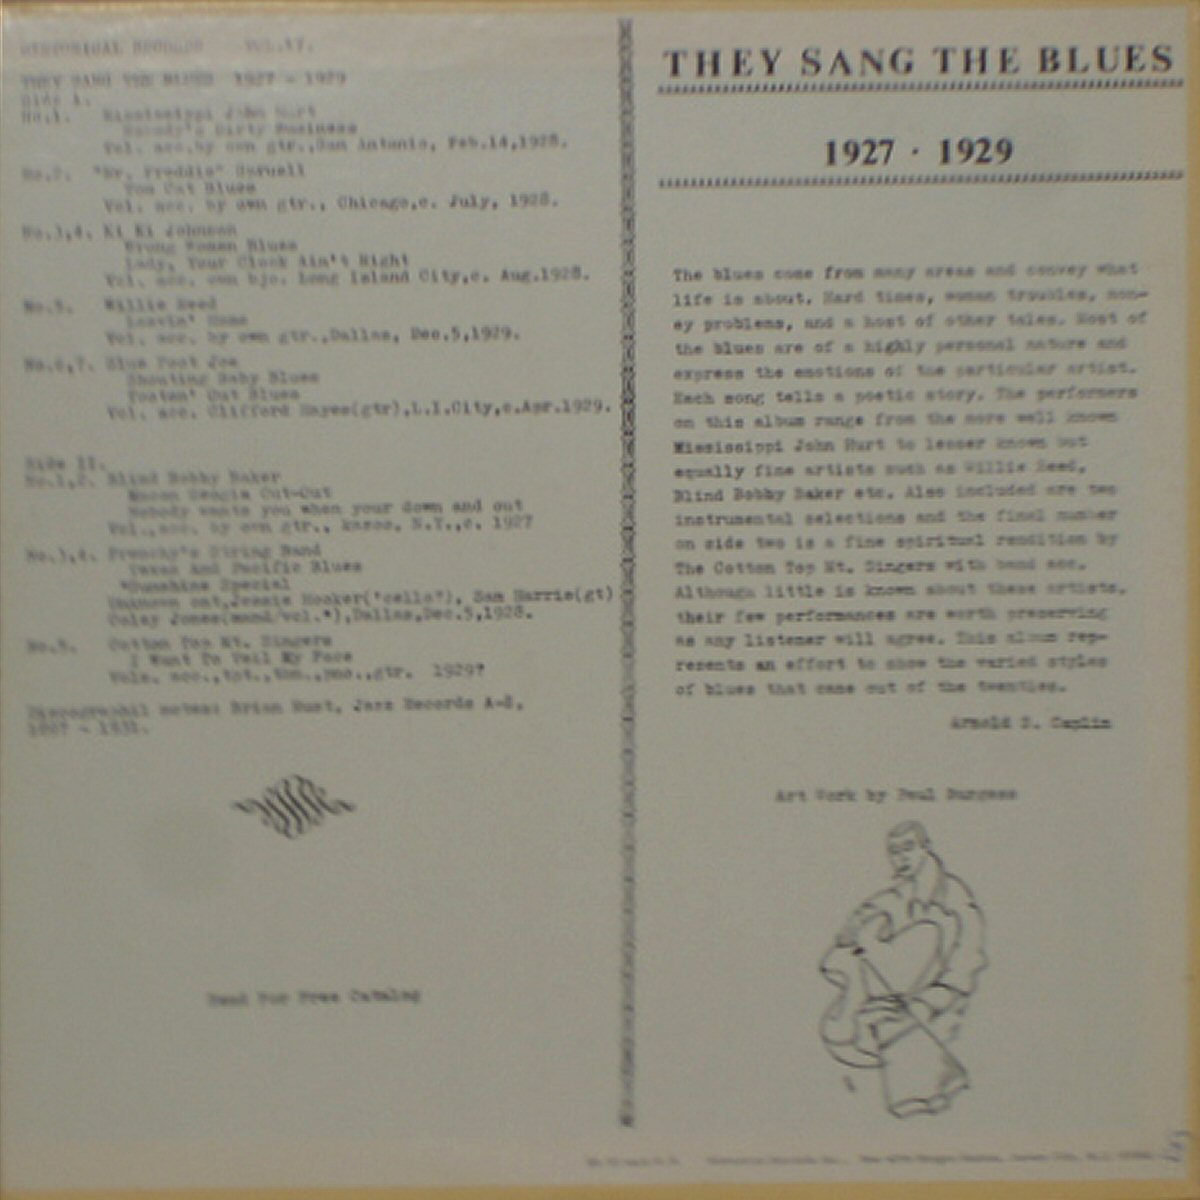 HISTORICAL RECORDS VOL.17.
THEY SANG THE BLUES 1927 - 1929
Side I.
No.1. Mississippi John Hurt
Nobody's Dirty Business
Vol. acc.by own gtr.,San Antonio, Feb.14,1928.
No.2. "Mr. Freddie" Spruell
Tom Cat Blues
Vol. acc. by own gtr., Chicago,c. July, 1928.
No.3,4. Ki Ki Johnson
Wrong Woman Blues
Lady, Your Clock Ain't Right
Vol. acc. own bjo. Long Island City,c. Aug.1928.
No.5. Willie Reed
Leavin' Home
Vol. acc. by own gtr.,Dallas, Dec.5,1929.
No.6,7. Blue Foot Joe
Shouting Baby Blues
Tootin' Out Blues
Vol. acc. Clifford Hayes(gtr),L.I.City,c.Apr.1929.
Side II.
No.1,2. Blind Bobby Baker
Macon Geogia Cut-Out
Nobody wants you when your down and out
Vol.,acc. by own gtr., kazoo, N.Y.,c. 1927
No.3,4. Frenchy's String Band
Texas And Pacific Blues
*Sunshine Special
Unknown cnt,Jessie Hooker('cello?), Sam Harris(gt)
Coley Jones(mand/vol.*),Dallas,Dec.5,1928.
No.5. Cotton Top Mt. Singers
I Want To Veil My Face
Vols. acc.,tpt.,tbn.,pno.,gtr. 1929?
notes: Brian Rust, Jazz Records A-Z,
1897 - 1931.
Send For Free Catalog
THEY SANG THE BLUES
1927 · 1929
The blues come from many areas and convey what
life is about. Hard times, woman troubles, mon-
ey problems, and a host of other tales. Most of
the blues are of a highly personal nature and
express the emotions of the particular artist.
Each song tells a poetic story. The performers
on this album range from the more well known
Mississippi John Hurt to lesser known but
equally fine artists such as Willie Reed,
Blind Bobby Baker etc. Also included are two
instrumental selections and the final number
on side two is a fine spiritual rendition by
The Cotton Top Mt. Singers with band acc.
Although little is known about these artists,
their few performances are worth preserving
as any listener will agree. This album rep-
resents an effort to show the varied styles
of blues that came out of the twenties.
Arnold S. Caplin
Art Work by Paul Burgess